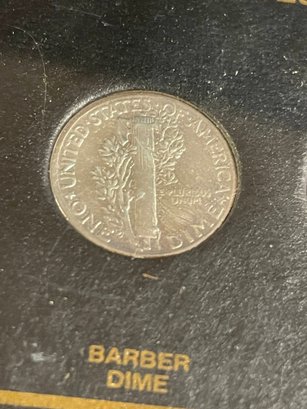 UNITED STATES OF AMERICA
E PLURIBUS
UNUM
ONE DIME
BARBER
DIME